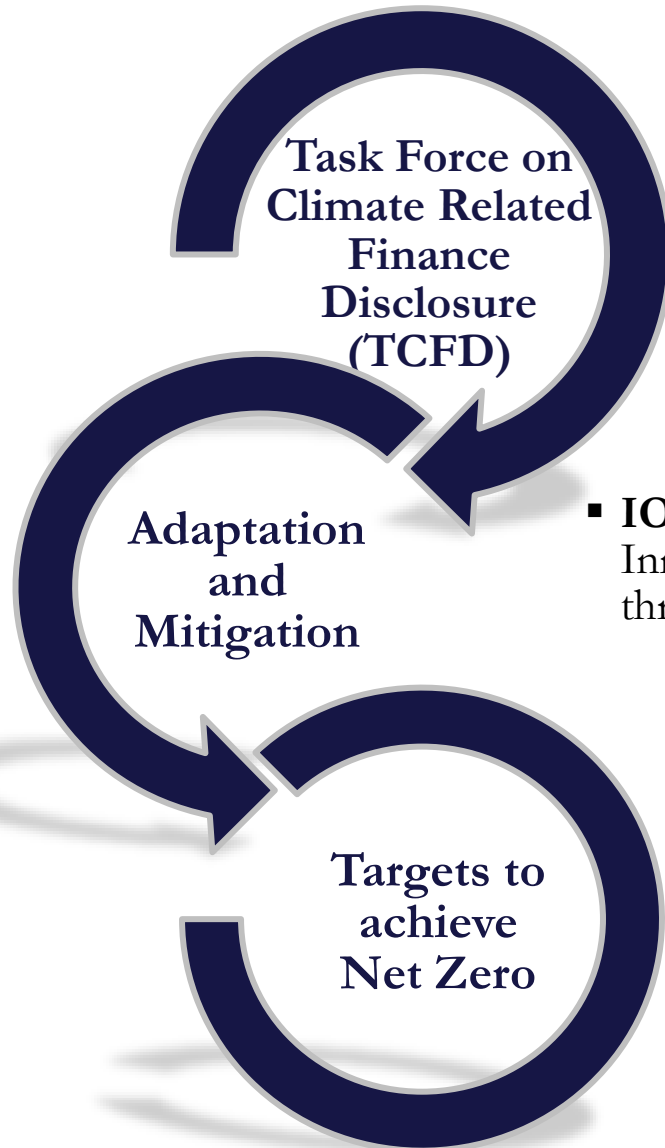 Task Force on
Climate Related
Finance
Disclosure
(TCFD)
Adaptation
and
Mitigation
▪
Targets to
achieve
Net Zero